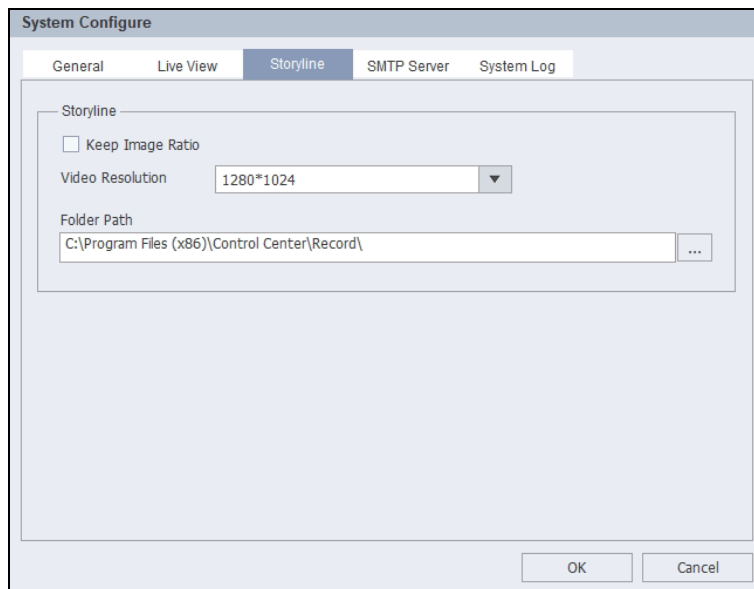 System Configure
General Live View Storyline SMTP Server System Log
Storyline
Keep Image Ratio
Video Resolution 1280*1024
Folder Path
C:\Program Files (x86)\Control Center\Record\ ...
OK Cancel